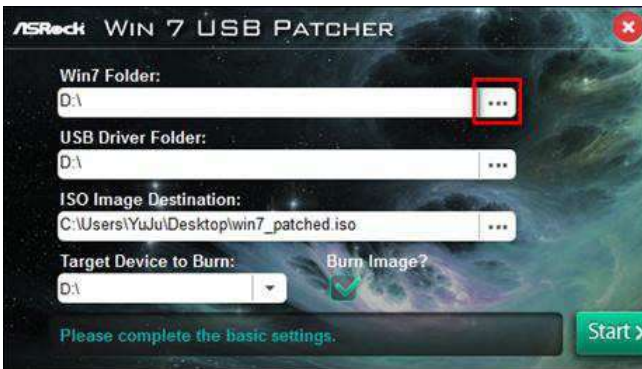 ASRock WIN 7 USB PATCHER
Win7 Folder:
D:\
...
USB Driver Folder:
D:\
...
ISO Image Destination:
C:\Users\YuJu\Desktop\win7_patched.iso
...
Target Device to Burn: Burn Image?
D:\
Please complete the basic settings.
Start